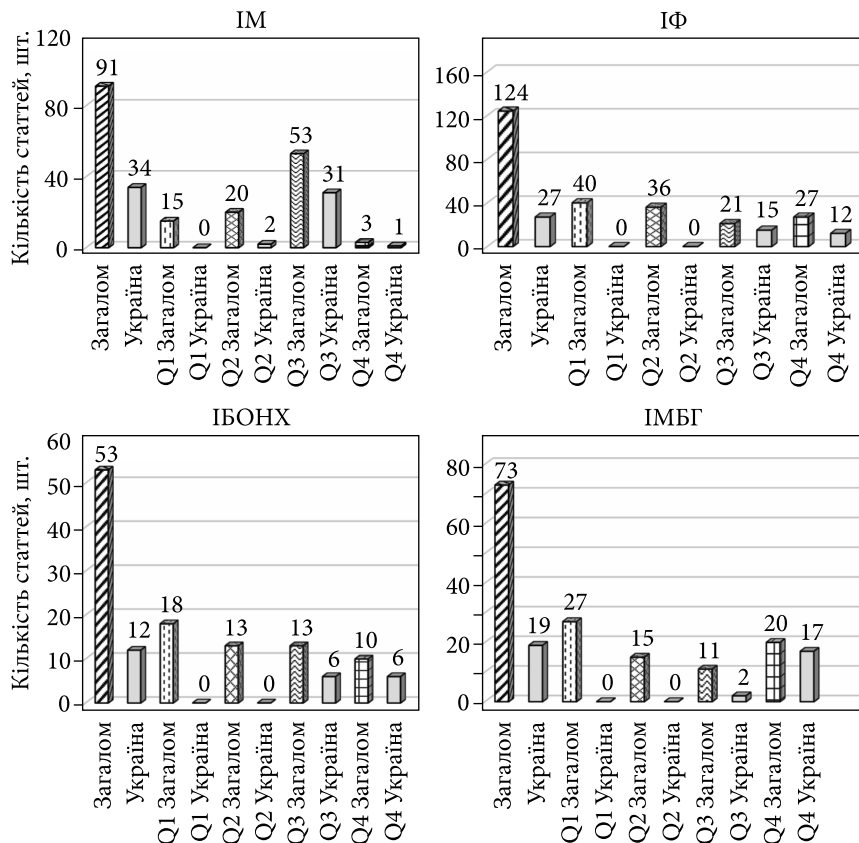 ІМ
Кількість статтей, шт.
120
80
40
0
91
34
15
0
20
2
53
31
3
1
Загалом
Україна
Q1 Загалом
Q1 Україна
Q2 Загалом
Q2 Україна
Q3 Загалом
Q3 Україна
Q4 Загалом
Q4 Україна
ІФ
160
120
80
40
0
124
27
40
0
36
0
21
15
27
12
Загалом
Україна
Q1 Загалом
Q1 Україна
Q2 Загалом
Q2 Україна
Q3 Загалом
Q3 Україна
Q4 Загалом
Q4 Україна
ІБОНХ
Кількість статтей, шт.
60
50
40
30
20
10
0
53
12
18
0
13
0
13
6
10
6
Загалом
Україна
Q1 Загалом
Q1 Україна
Q2 Загалом
Q2 Україна
Q3 Загалом
Q3 Україна
Q4 Загалом
Q4 Україна
ІМБГ
80
60
40
20
0
73
19
27
0
15
0
11
2
20
17
Загалом
Україна
Q1 Загалом
Q1 Україна
Q2 Загалом
Q2 Україна
Q3 Загалом
Q3 Україна
Q4 Загалом
Q4 Україна